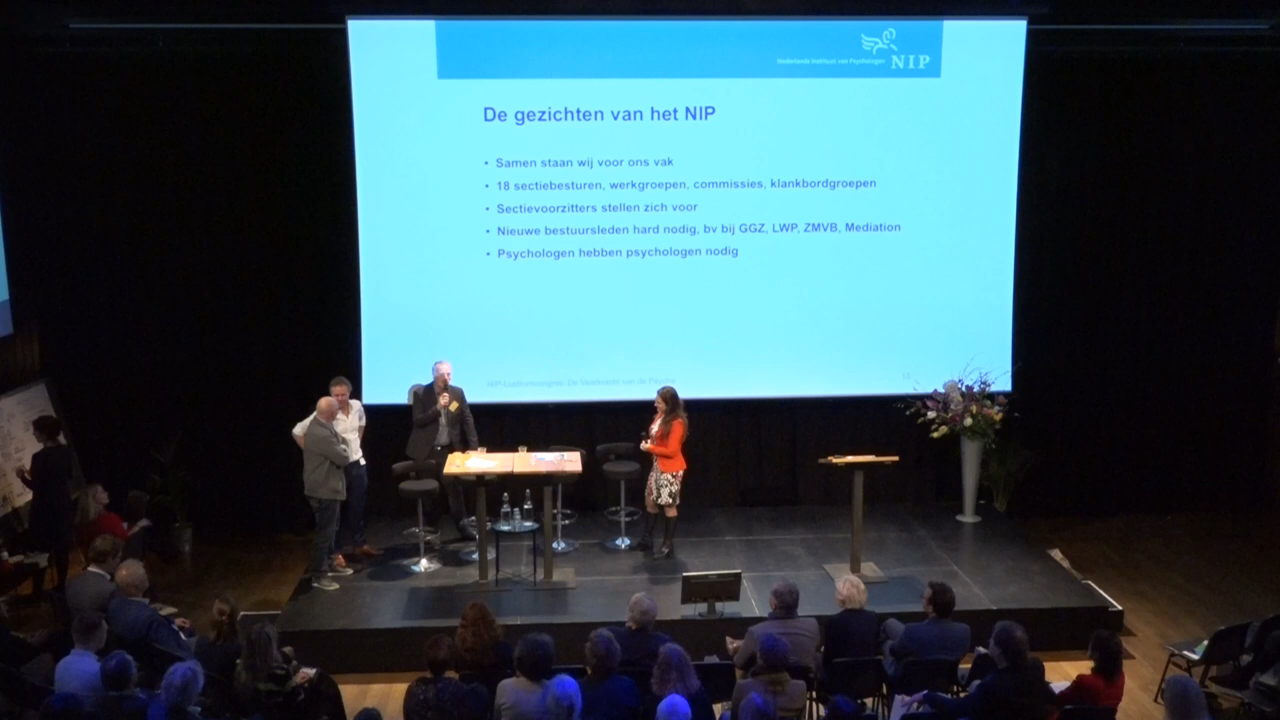 Nederlands Instituut van Psychologen NIP
De gezichten van het NIP
• Samen staan wij voor ons vak
• 18 sectiebesturen, werkgroepen, commissies, klankbordgroepen
• Sectievoorzitters stellen zich voor
• Nieuwe bestuursleden hard nodig, bv bij GGZ, LWP, ZMVB, Mediation
• Psychologen hebben psychologen nodig